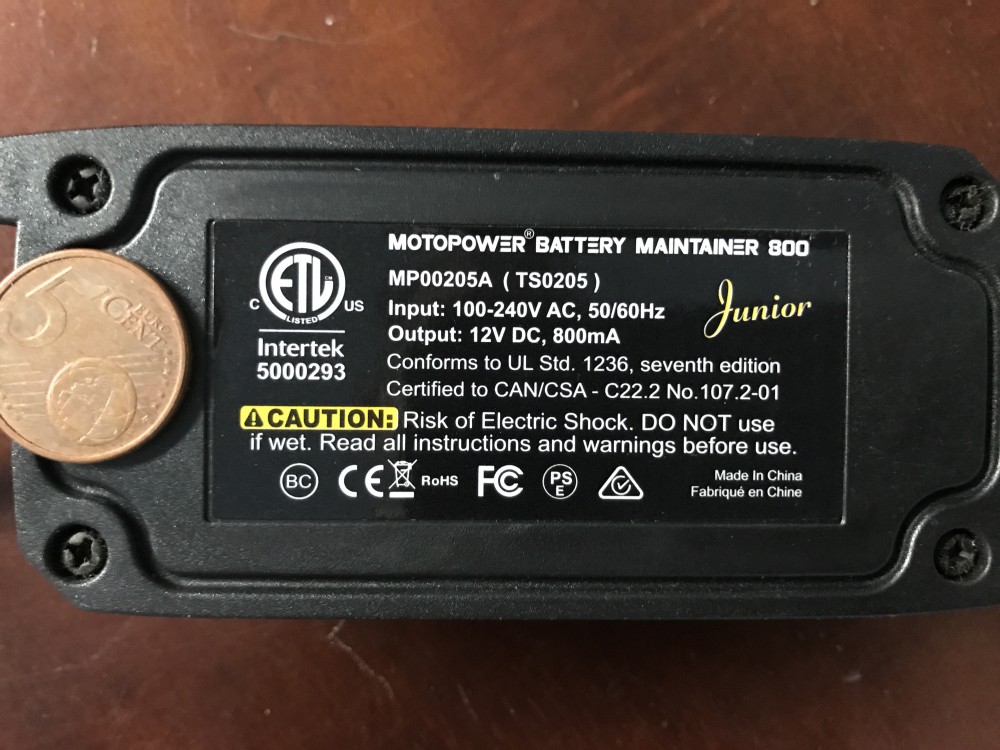 MOTOPOWER® BATTERY MAINTAINER 800
MP00205A ( TS0205 )
Input: 100-240V AC, 50/60Hz
Output: 12V DC, 800mA
Junior
Conforms to UL Std. 1236, seventh edition
Certified to CAN/CSA - C22.2 No.107.2-01
C ETL CM US
LISTED
Intertek
5000293
CAUTION: Risk of Electric Shock. DO NOT use
if wet. Read all instructions and warnings before use.
BC CE RoHS FC PS
E
Made In China
Fabriqué en Chine
5
CENT